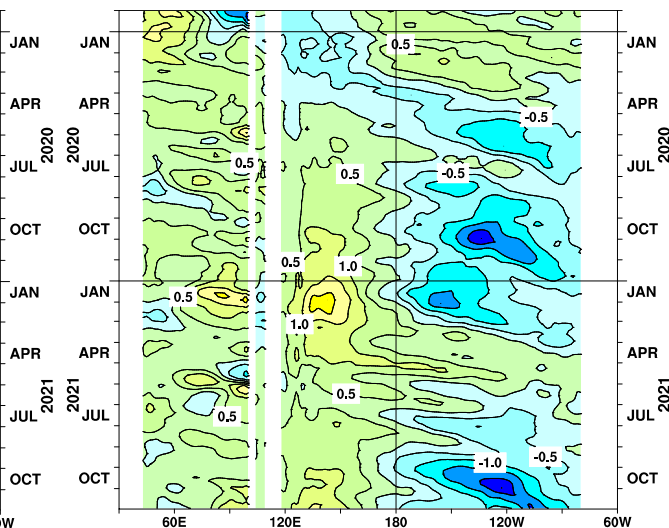 JAN JAN 0.5 JAN
APR APR APR
-0.5
2020 2020 2020
JUL JUL 0.5 0.5 -0.5 JUL
OCT OCT OCT
0.5 1.0
JAN JAN 0.5 JAN
1.0
APR APR APR
2021 2021 2021
0.5
JUL JUL 0.5 JUL
-1.0 -0.5
OCT OCT OCT
0W 60E 120E 180 120W 60W